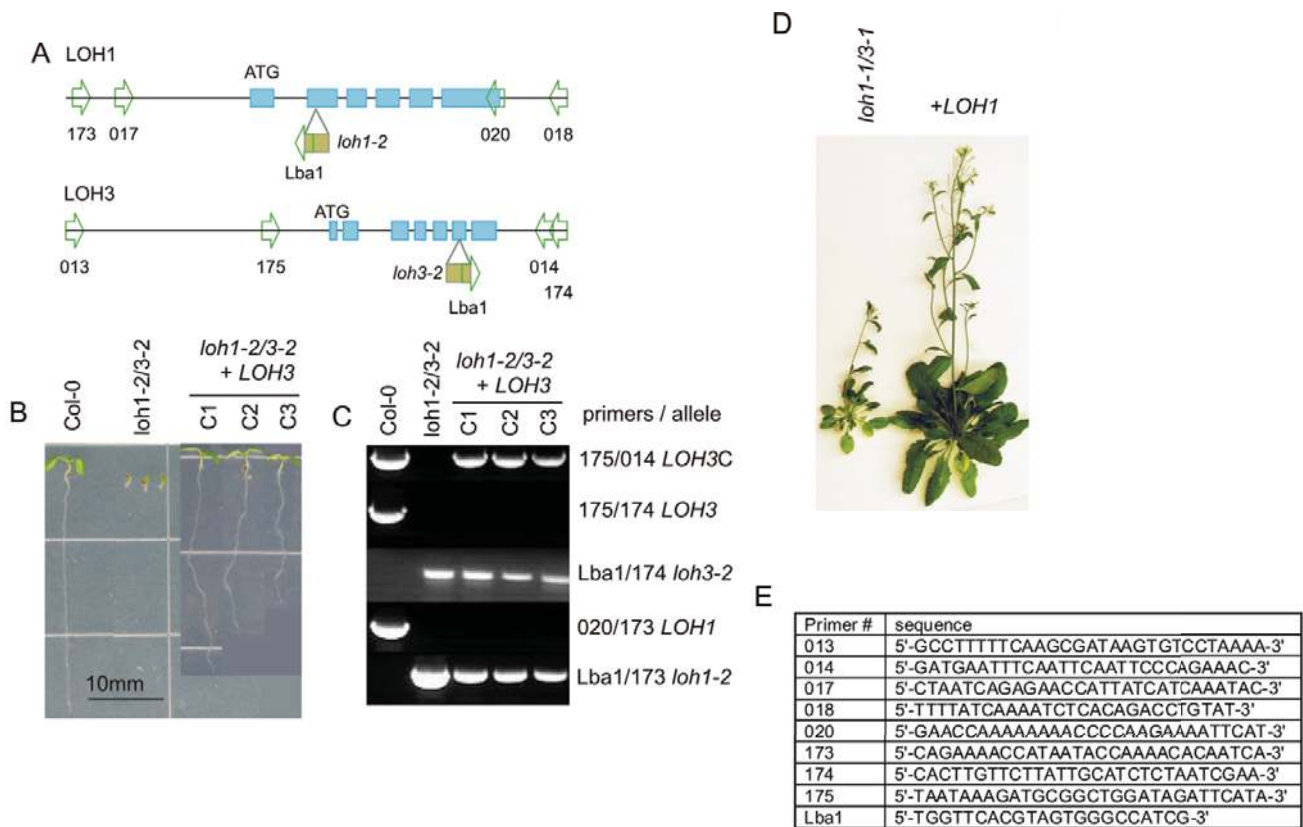 A
LOH1
ATG
173
017
020
018
loh1-2
Lba1
LOH3
ATG
013
175
014
174
loh3-2
Lba1
B
Col-0
loh1-2/3-2
loh1-2/3-2
+ LOH3
C1
C2
C3
10mm
C
Col-0
loh1-2/3-2
loh1-2/3-2
+ LOH3
C1
C2
C3
primers / allele
175/014 LOH3C
175/174 LOH3
Lba1/174 loh3-2
020/173 LOH1
Lba1/173 loh1-2
D
loh1-1/3-1
+LOH1
E
Primer # sequence
013 5'-GCCTTTTTCAAGCGATAAGTGTCCTAAAA-3'
014 5'-GATGAATTTCAATTCAATTCCCAGAAAC-3'
017 5'-CTAATCAGAGAACCATTATCATCAAATAC-3'
018 5'-TTTTATCAAAATCTCACAGACCTGTAT-3'
020 5'-GAACCAAAAAAAACCCCAAGAAAATTCAT-3'
173 5'-CAGAAAACCATAATACCAAAACACAATCA-3'
174 5'-CACTTGTTCTTATTGCATCTCTAATCGAA-3'
175 5'-TAATAAAGATGCGGCTGGATAGATTCATA-3'
Lba1 5'-TGGTTCACGTAGTGGGCCATCG-3'